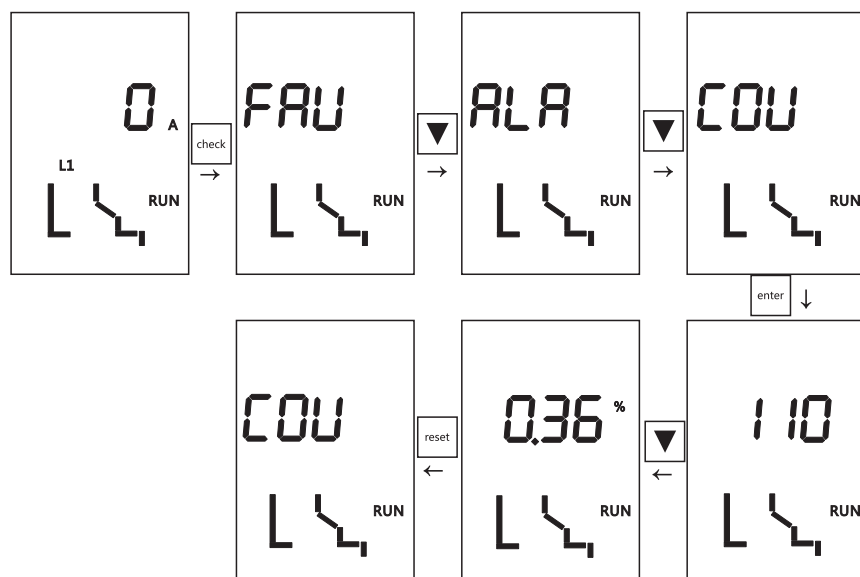 0 A
L1
RUN
check
→
FAU
RUN
▼
→
ALA
RUN
▼
→
COU
RUN
enter ↓
110
RUN
▼
←
0.36 %
RUN
reset
←
COU
RUN